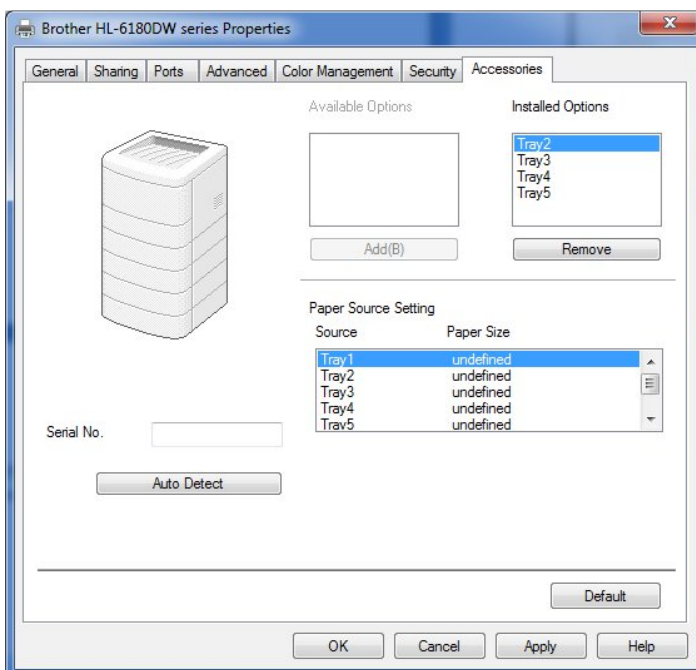 Brother HL-6180DW series Properties
General Sharing Ports Advanced Color Management Security Accessories
Available Options
Installed Options
Tray2
Tray3
Tray4
Tray5
Add(B)
Remove
Paper Source Setting
Source Paper Size
Tray1 undefined
Tray2 undefined
Tray3 undefined
Tray4 undefined
Tray5 undefined
Serial No.
Auto Detect
Default
OK Cancel Apply Help